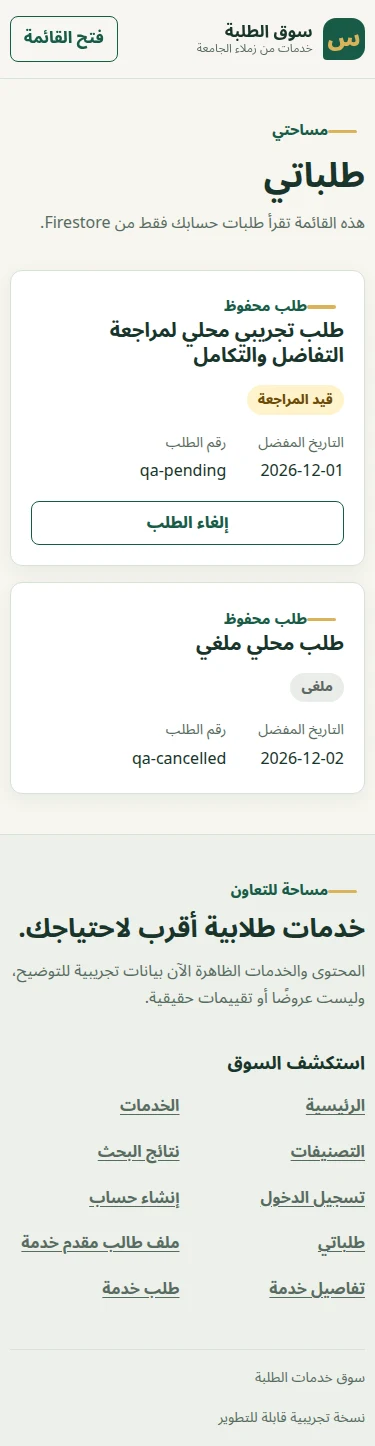 س
سوق الطلبة
خدمات من زملاء الجامعة
فتح القائمة
مساحتي
طلباتي
هذه القائمة تقرأ طلبات حسابك فقط من Firestore.
طلب محفوظ
طلب تجريبي محلي لمراجعة
التفاضل والتكامل
قيد المراجعة
التاريخ المفضل
رقم الطلب
2026-12-01
qa-pending
إلغاء الطلب
طلب محفوظ
طلب محلي ملغي
ملغى
التاريخ المفضل
رقم الطلب
2026-12-02
qa-cancelled
مساحة للتعاون
خدمات طلابية أقرب لاحتياجك.
المحتوى والخدمات الظاهرة الآن بيانات تجريبية للتوضيح،
وليست عروضًا أو تقييمات حقيقية.
استكشف السوق
الرئيسية
الخدمات
التصنيفات
نتائج البحث
تسجيل الدخول
إنشاء حساب
طلباتي
ملف طالب مقدم خدمة
تفاصيل خدمة
طلب خدمة
سوق خدمات الطلبة
نسخة تجريبية قابلة للتطوير